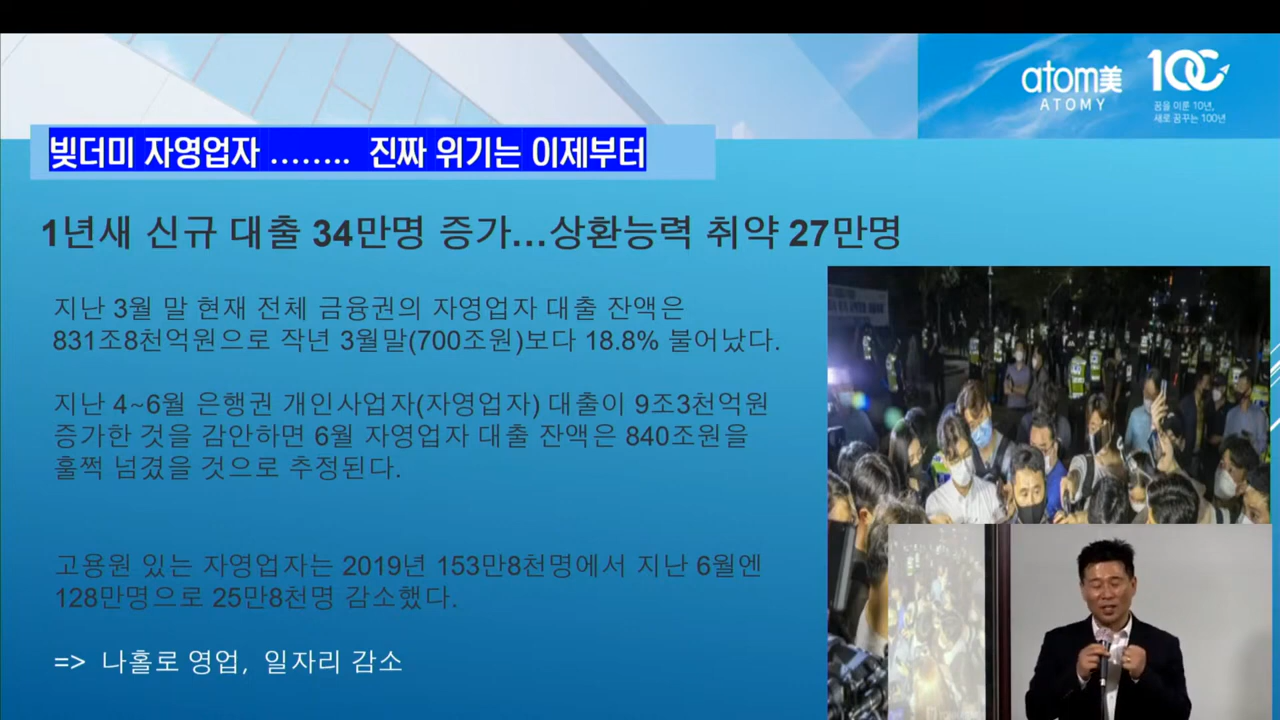 atom美
ATOMY
100
꿈을 이룬 10년,
새로 꿈꾸는 100년
빚더미 자영업자 ........ 진짜 위기는 이제부터
1년새 신규 대출 34만명 증가...상환능력 취약 27만명
지난 3월 말 현재 전체 금융권의 자영업자 대출 잔액은
831조8천억원으로 작년 3월말(700조원)보다 18.8% 불어났다.
지난 4~6월 은행권 개인사업자(자영업자) 대출이 9조3천억원
증가한 것을 감안하면 6월 자영업자 대출 잔액은 840조원을
훌쩍 넘겼을 것으로 추정된다.
고용원 있는 자영업자는 2019년 153만8천명에서 지난 6월엔
128만명으로 25만8천명 감소했다.
=> 나홀로 영업, 일자리 감소